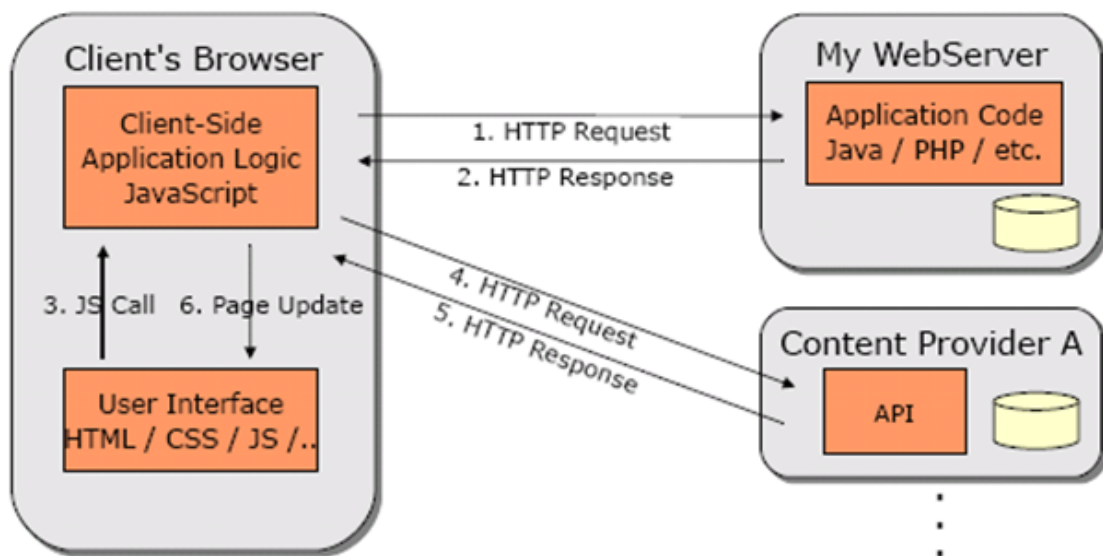 Client's Browser
Client-Side
Application Logic
JavaScript
3. JS Call
6. Page Update
User Interface
HTML / CSS / JS /..
1. HTTP Request
2. HTTP Response
4. HTTP Request
5. HTTP Response
My WebServer
Application Code
Java / PHP / etc.
Content Provider A
API